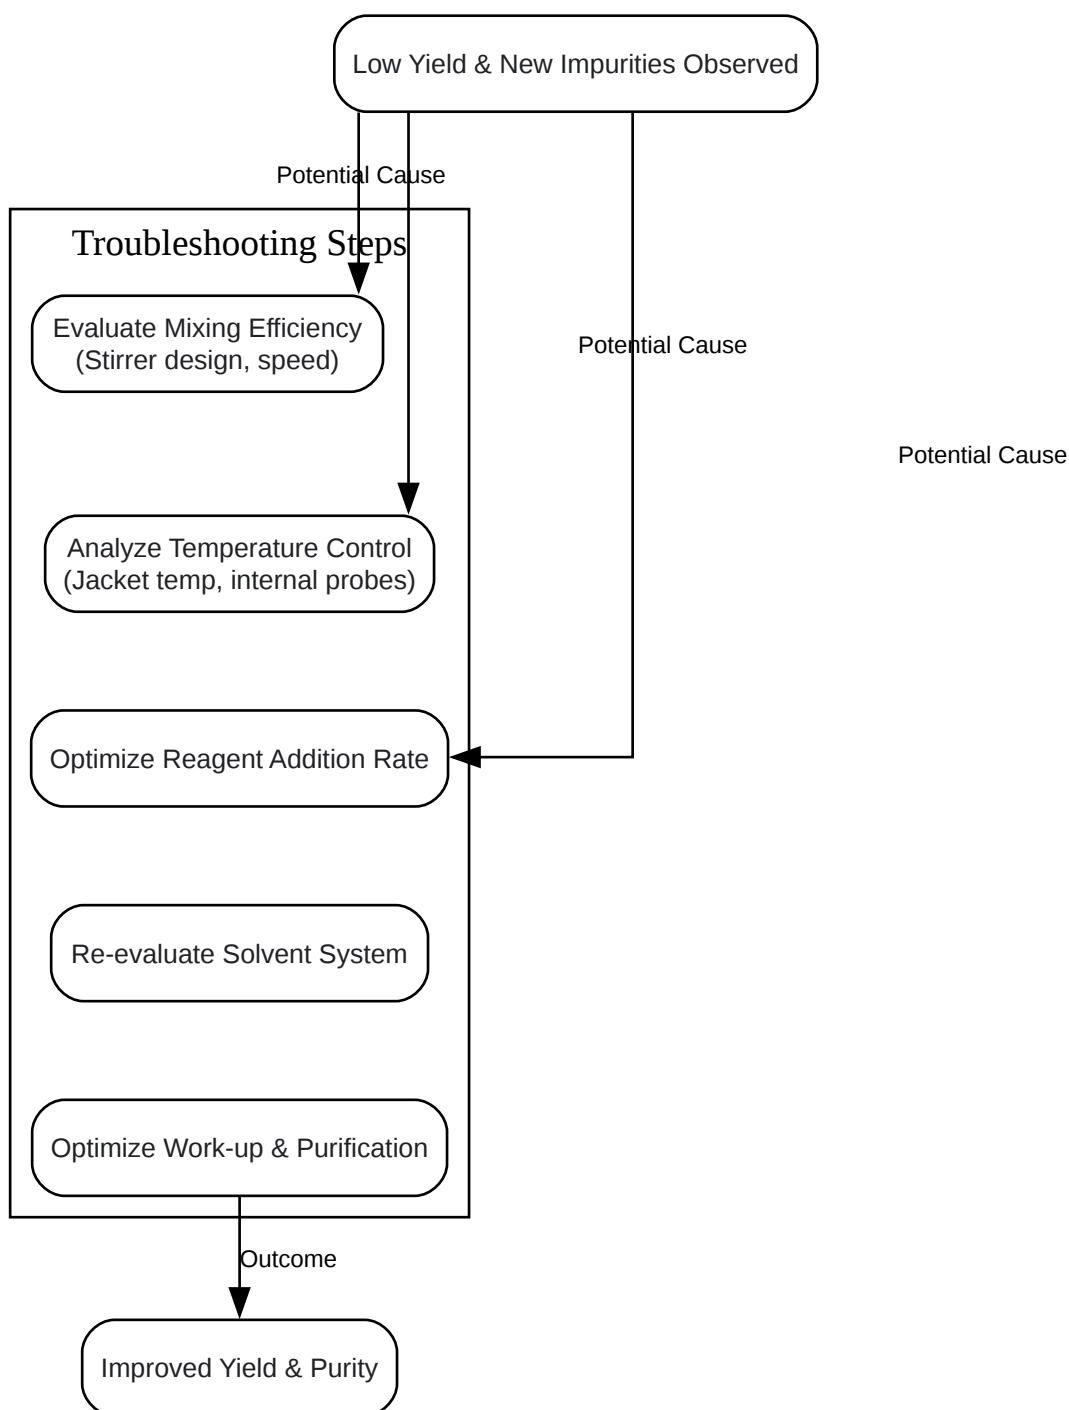 Low Yield & New Impurities Observed
Potential Cause
Troubleshooting Steps
Evaluate Mixing Efficiency
(Stirrer design, speed)
Potential Cause
Potential Cause
Analyze Temperature Control
(Jacket temp, internal probes)
Optimize Reagent Addition Rate
Re-evaluate Solvent System
Optimize Work-up & Purification
Outcome
Improved Yield & Purity